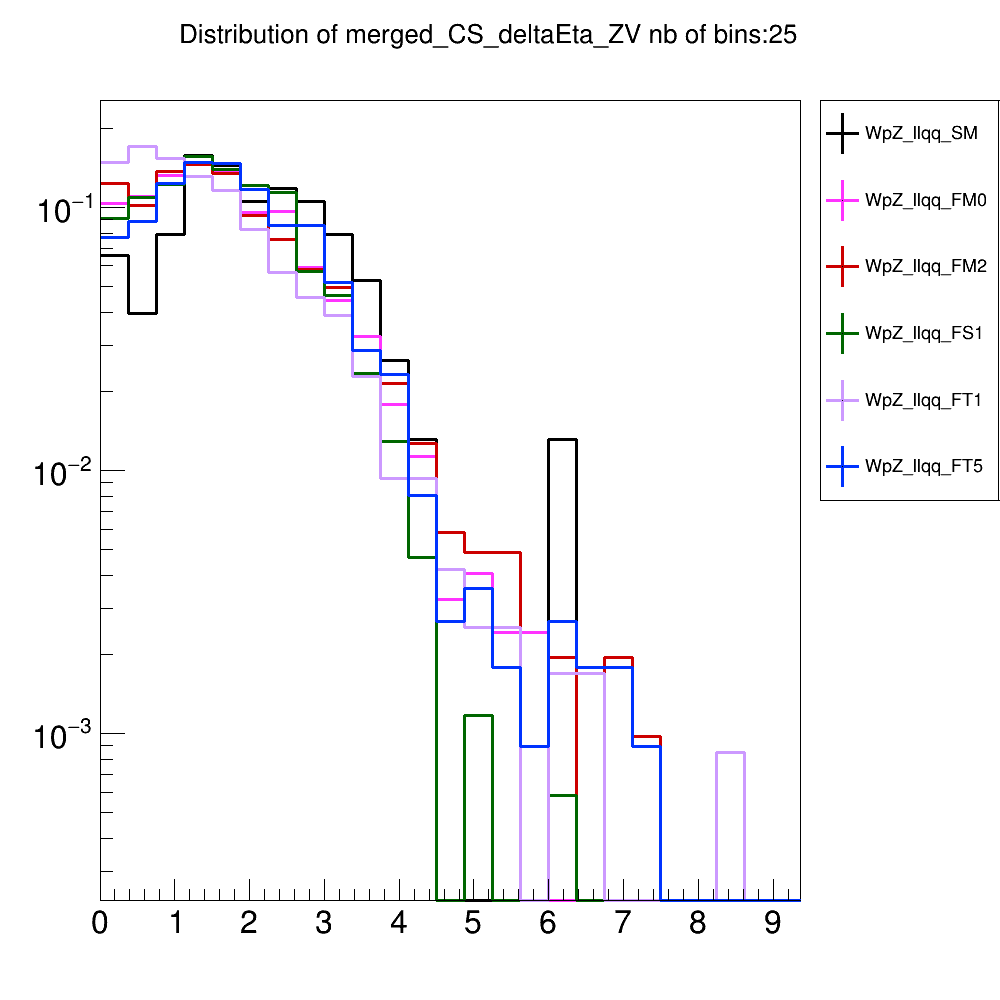 Distribution of merged_CS_deltaEta_ZV nb of bins:25
WpZ_llqq_SM
WpZ_llqq_FM0
WpZ_llqq_FM2
WpZ_llqq_FS1
WpZ_llqq_FT1
WpZ_llqq_FT5
10⁻¹
10⁻²
10⁻³
0 1 2 3 4 5 6 7 8 9